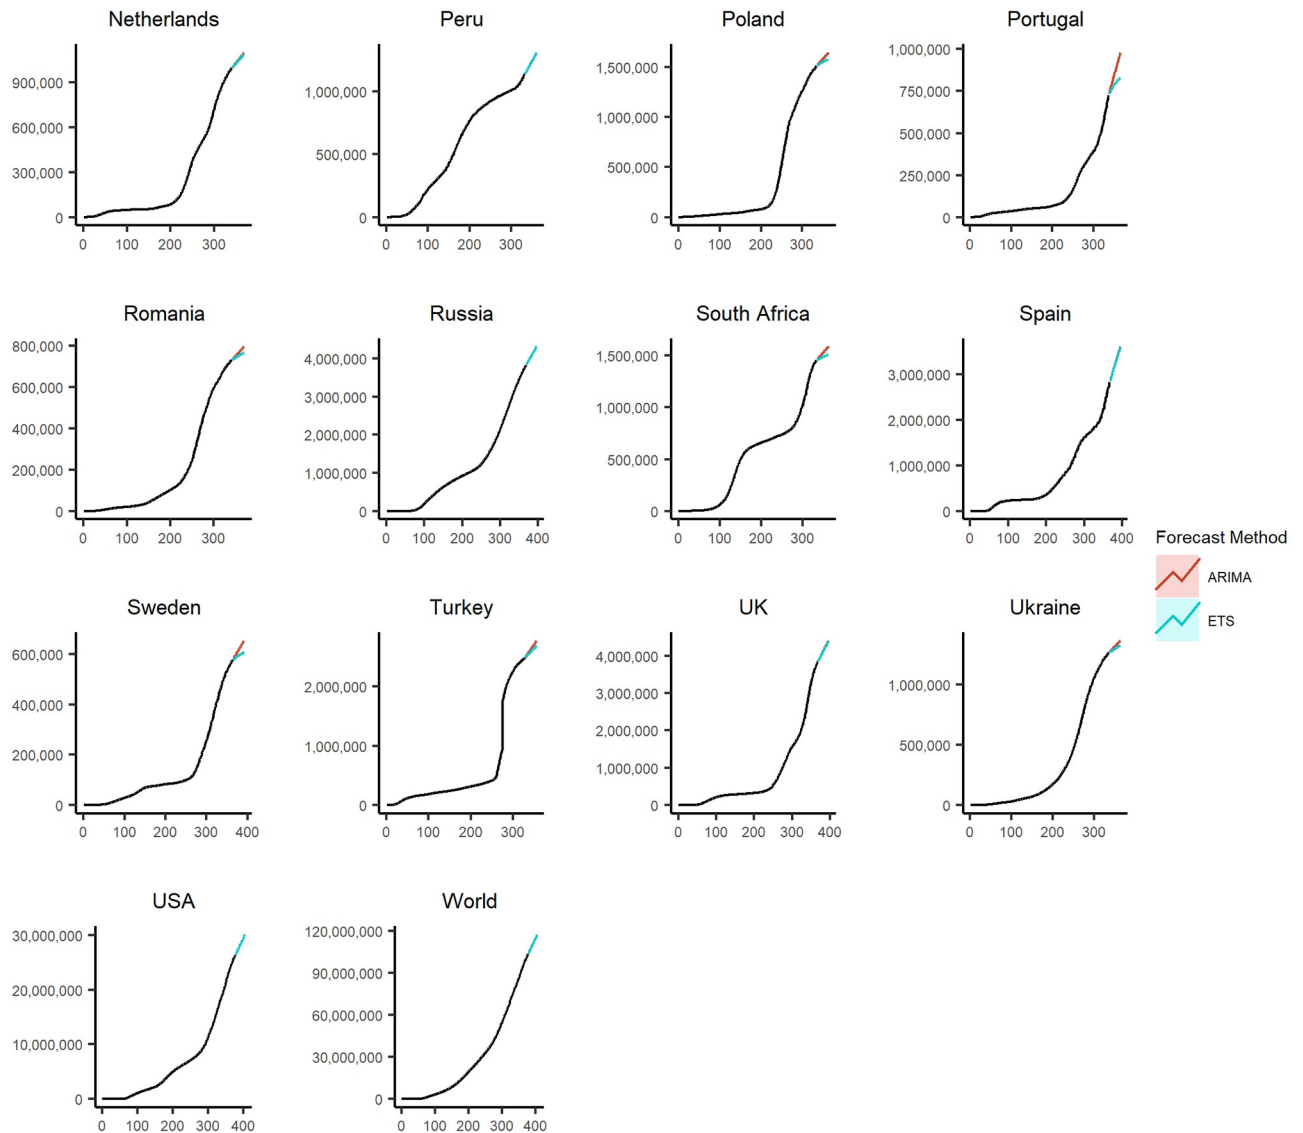 Netherlands
900,000
600,000
300,000
0
0 100 200 300
Peru
1,000,000
500,000
0
0 100 200 300
Poland
1,500,000
1,000,000
500,000
0
0 100 200 300
Portugal
1,000,000
750,000
500,000
250,000
0
0 100 200 300
Romania
800,000
600,000
400,000
200,000
0
0 100 200 300
Russia
4,000,000
3,000,000
2,000,000
1,000,000
0
0 100 200 300 400
South Africa
1,500,000
1,000,000
500,000
0
0 100 200 300
Spain
3,000,000
2,000,000
1,000,000
0
0 100 200 300 400
Forecast Method
ARIMA
ETS
Sweden
600,000
400,000
200,000
0
0 100 200 300 400
Turkey
2,000,000
1,000,000
0
0 100 200 300
UK
4,000,000
3,000,000
2,000,000
1,000,000
0
0 100 200 300 400
Ukraine
1,000,000
500,000
0
0 100 200 300
USA
30,000,000
20,000,000
10,000,000
0
0 100 200 300 400
World
120,000,000
90,000,000
60,000,000
30,000,000
0
0 100 200 300 400